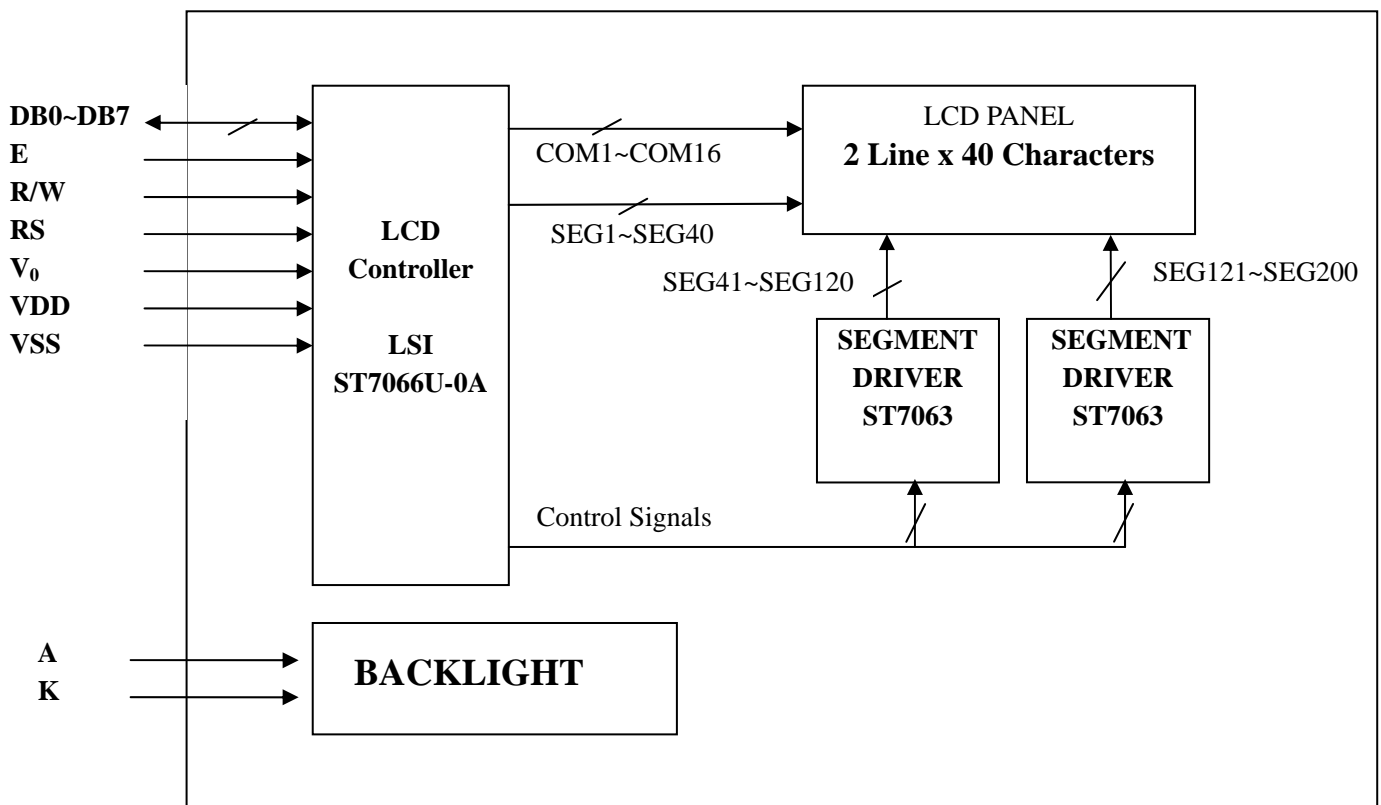 DB0~DB7
E
R/W
RS
V₀
VDD
VSS
A
K
LCD
Controller
LSI
ST7066U-0A
COM1~COM16
SEG1~SEG40
LCD PANEL
2 Line x 40 Characters
SEG41~SEG120
SEG121~SEG200
SEGMENT
DRIVER
ST7063
SEGMENT
DRIVER
ST7063
Control Signals
BACKLIGHT